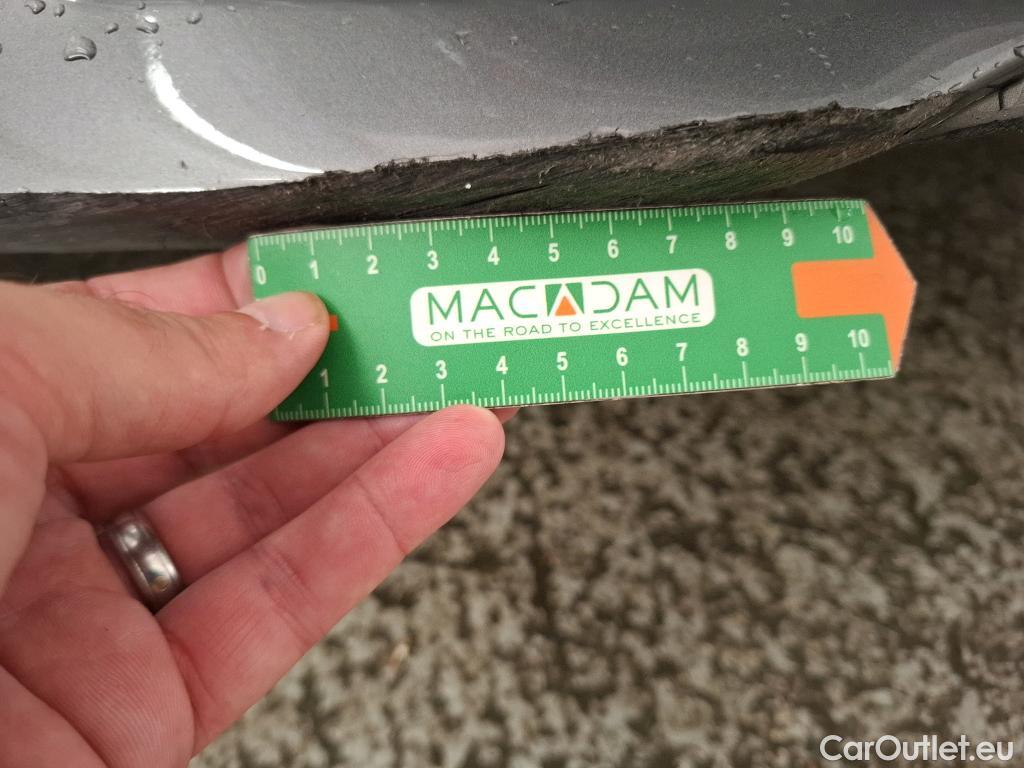 0 1 2 3 4 5 6 7 8 9 10
MACADAM
ON THE ROAD TO EXCELLENCE
1 2 3 4 5 6 7 8 9 10
CarOutlet.eu